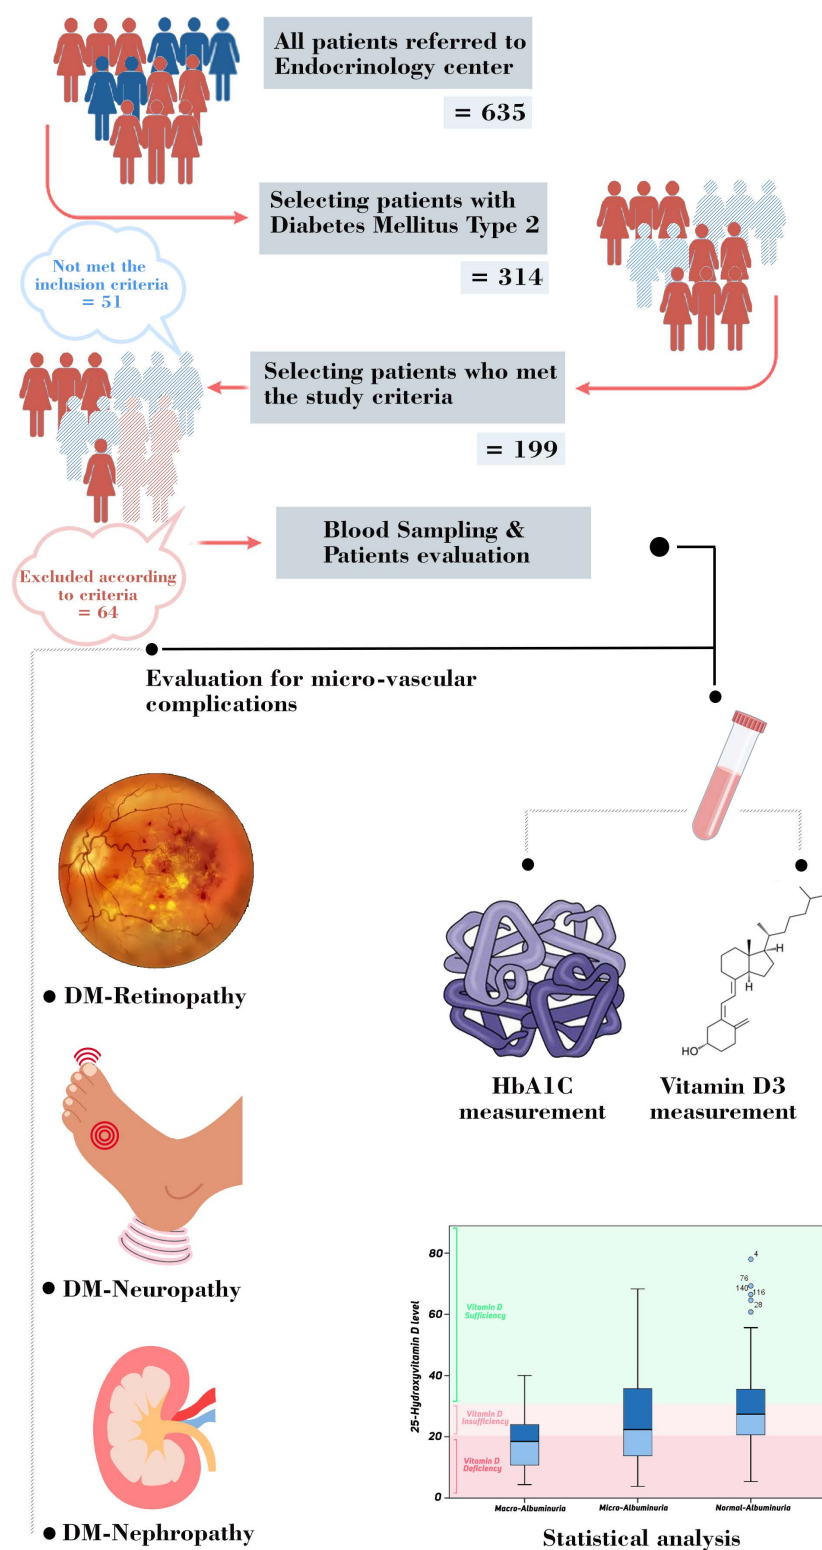 All patients referred to
Endocrinology center
= 635
Selecting patients with
Diabetes Mellitus Type 2
= 314
Not met the
inclusion criteria
= 51
Selecting patients who met
the study criteria
= 199
Blood Sampling &
Patients evaluation
Excluded according
to criteria
= 64
Evaluation for micro-vascular
complications
● DM-Retinopathy
H
H
HO
HbA1C
measurement
Vitamin D3
measurement
● DM-Neuropathy
25-Hydroxyvitamin D level
80
60
40
20
0
Vitamin D
Sufficiency
Vitamin D
Insufficiency
Vitamin D
Deficiency
4
76
140
116
28
Macro-Albuminuria
Micro-Albuminuria
Normal-Albuminuria
● DM-Nephropathy
Statistical analysis